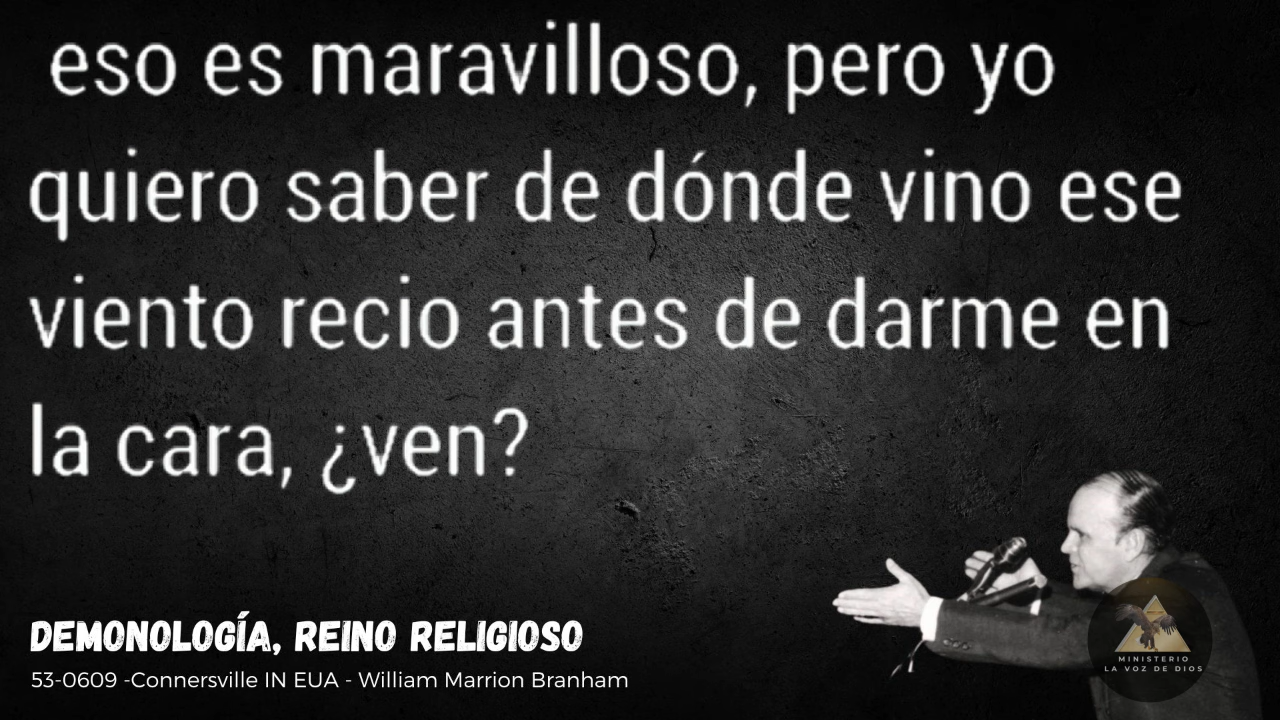 eso es maravilloso, pero yo
quiero saber de dónde vino ese
viento recio antes de darme en
la cara, ¿ven?
DEMONOLOGÍA, REINO RELIGIOSO
53-0609 -Connersville IN EUA - William Marrion Branham
MINISTERIO
LA VOZ DE DIOS